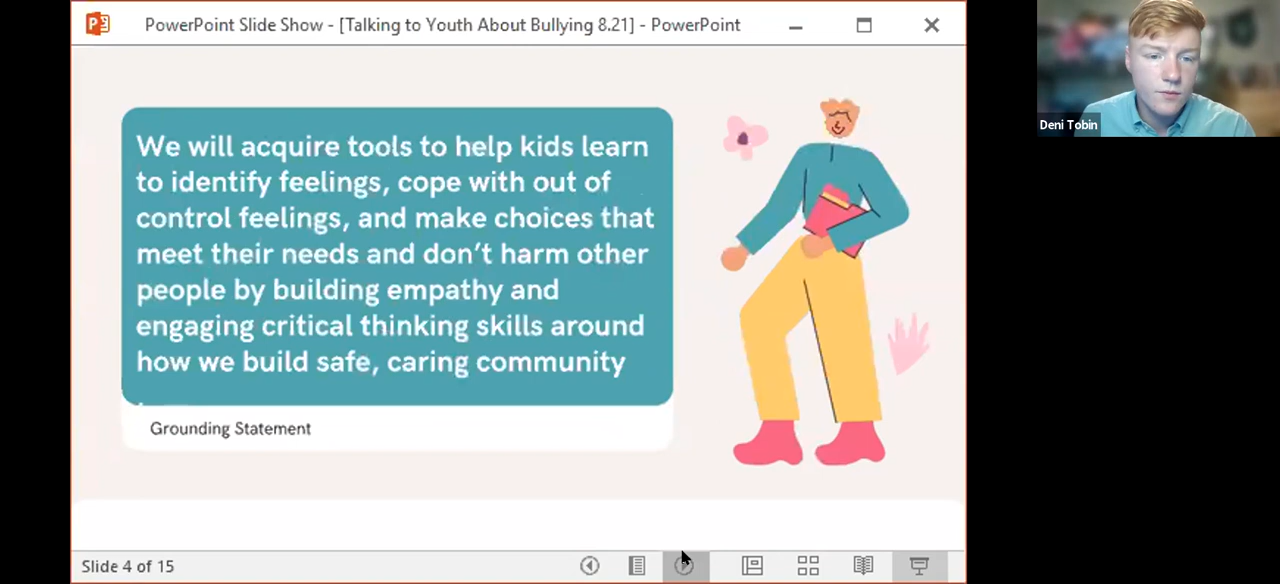 PowerPoint Slide Show - [Talking to Youth About Bullying 8.21] - PowerPoint
Deni Tobin
We will acquire tools to help kids learn
to identify feelings, cope with out of
control feelings, and make choices that
meet their needs and don't harm other
people by building empathy and
engaging critical thinking skills around
how we build safe, caring community
Grounding Statement
Slide 4 of 15